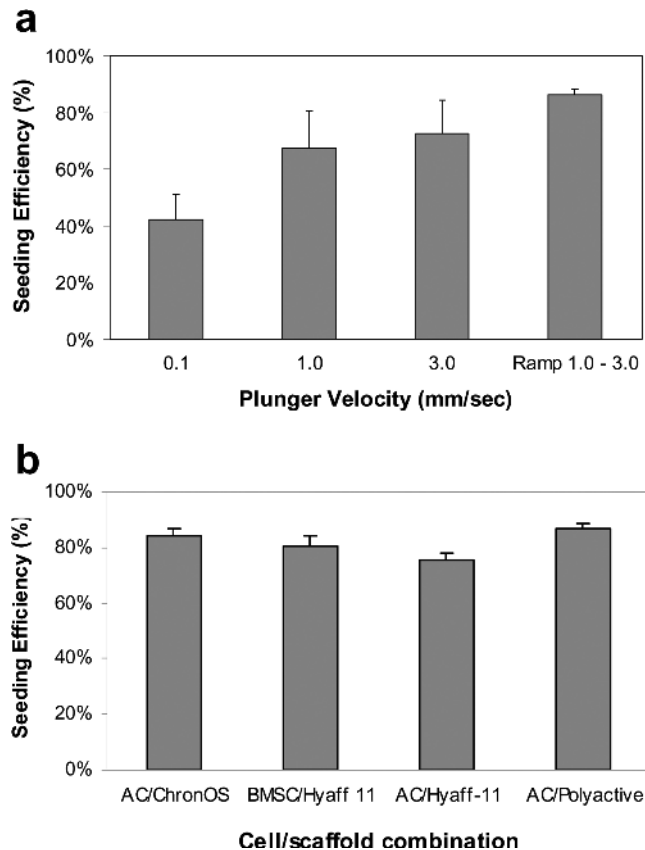 a
Seeding Efficiency (%)
100%
80%
60%
40%
20%
0%
0.1 1.0 3.0 Ramp 1.0 - 3.0
Plunger Velocity (mm/sec)
b
Seeding Efficiency (%)
100%
80%
60%
40%
20%
0%
AC/ChronOS BMSC/Hyaff 11 AC/Hyaff-11 AC/Polyactive
Cell/scaffold combination